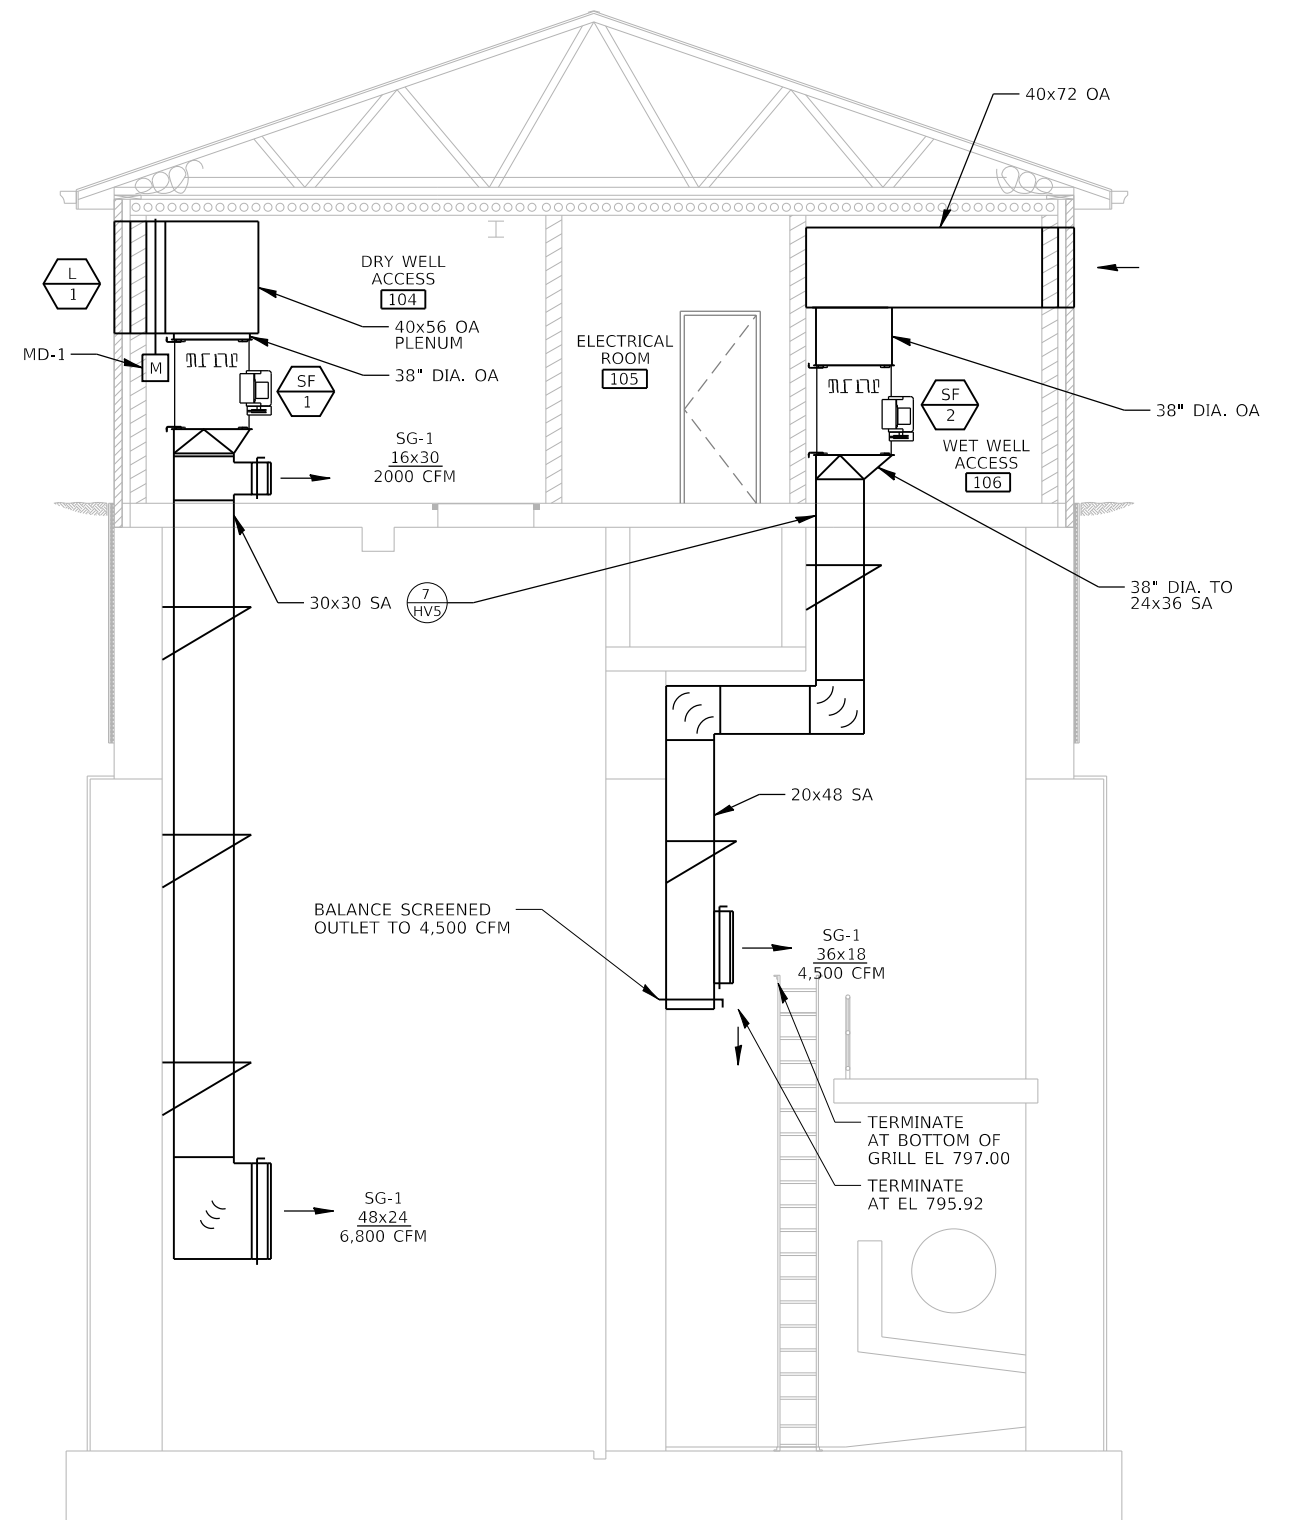 40x72 OA
L
1
DRY WELL
ACCESS
104
40x56 OA
PLENUM
MD-1
M
38" DIA. OA
SF
1
ELECTRICAL
ROOM
105
SF
2
38" DIA. OA
SG-1
16x30
2000 CFM
WET WELL
ACCESS
106
30x30 SA
7
HV5
38" DIA. TO
24x36 SA
20x48 SA
BALANCE SCREENED
OUTLET TO 4,500 CFM
SG-1
36x18
4,500 CFM
TERMINATE
AT BOTTOM OF
GRILL EL 797.00
TERMINATE
AT EL 795.92
SG-1
48x24
6,800 CFM